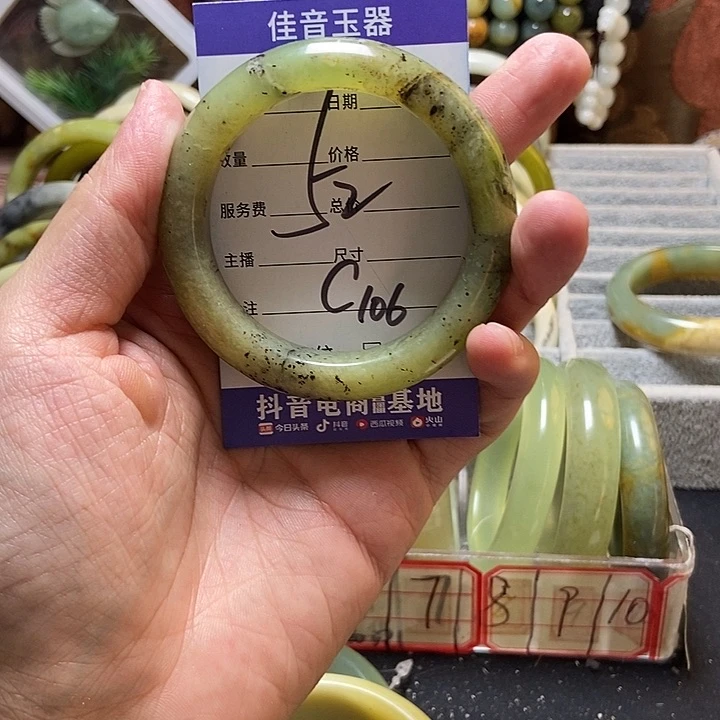 佳音玉器
日期
数量 价格
52
服务费 总价
主播 尺寸
C106
注
抖音电商直播基地
今日头条 抖音 西瓜视频 火山
7 8 9 10